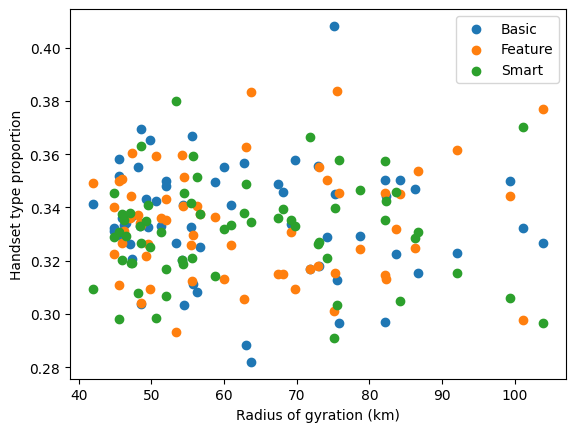 Basic
Feature
Smart
0.40
0.38
0.36
0.34
0.32
0.30
0.28
Handset type proportion
40 50 60 70 80 90 100
Radius of gyration (km)